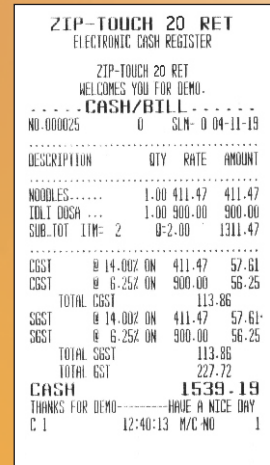 ZIP-TOUCH 20 RET
ELECTRONIC CASH REGISTER
ZIP-TOUCH 20 RET
WELCOMES YOU FOR DEMO.
.....CASH/BILL......
NO.000025 0 SLM- 0 04-11-19
DESCRIPTION QTY RATE AMOUNT
NOODLES...... 1.00 411.47 411.47
IDLI DOSA ... 1.00 900.00 900.00
SUB.TOT ITM= 2 Q=2.00 1311.47
CGST @ 14.00% ON 411.47 57.61
CGST @ 6.25% ON 900.00 56.25
TOTAL CGST 113.86
SGST @ 14.00% ON 411.47 57.61
SGST @ 6.25% ON 900.00 56.25
TOTAL SGST 113.86
TOTAL GST 227.72
CASH 1539.19
THANKS FOR DEMO---------HAVE A NICE DAY
C 1 12:40:13 M/C-NO 1